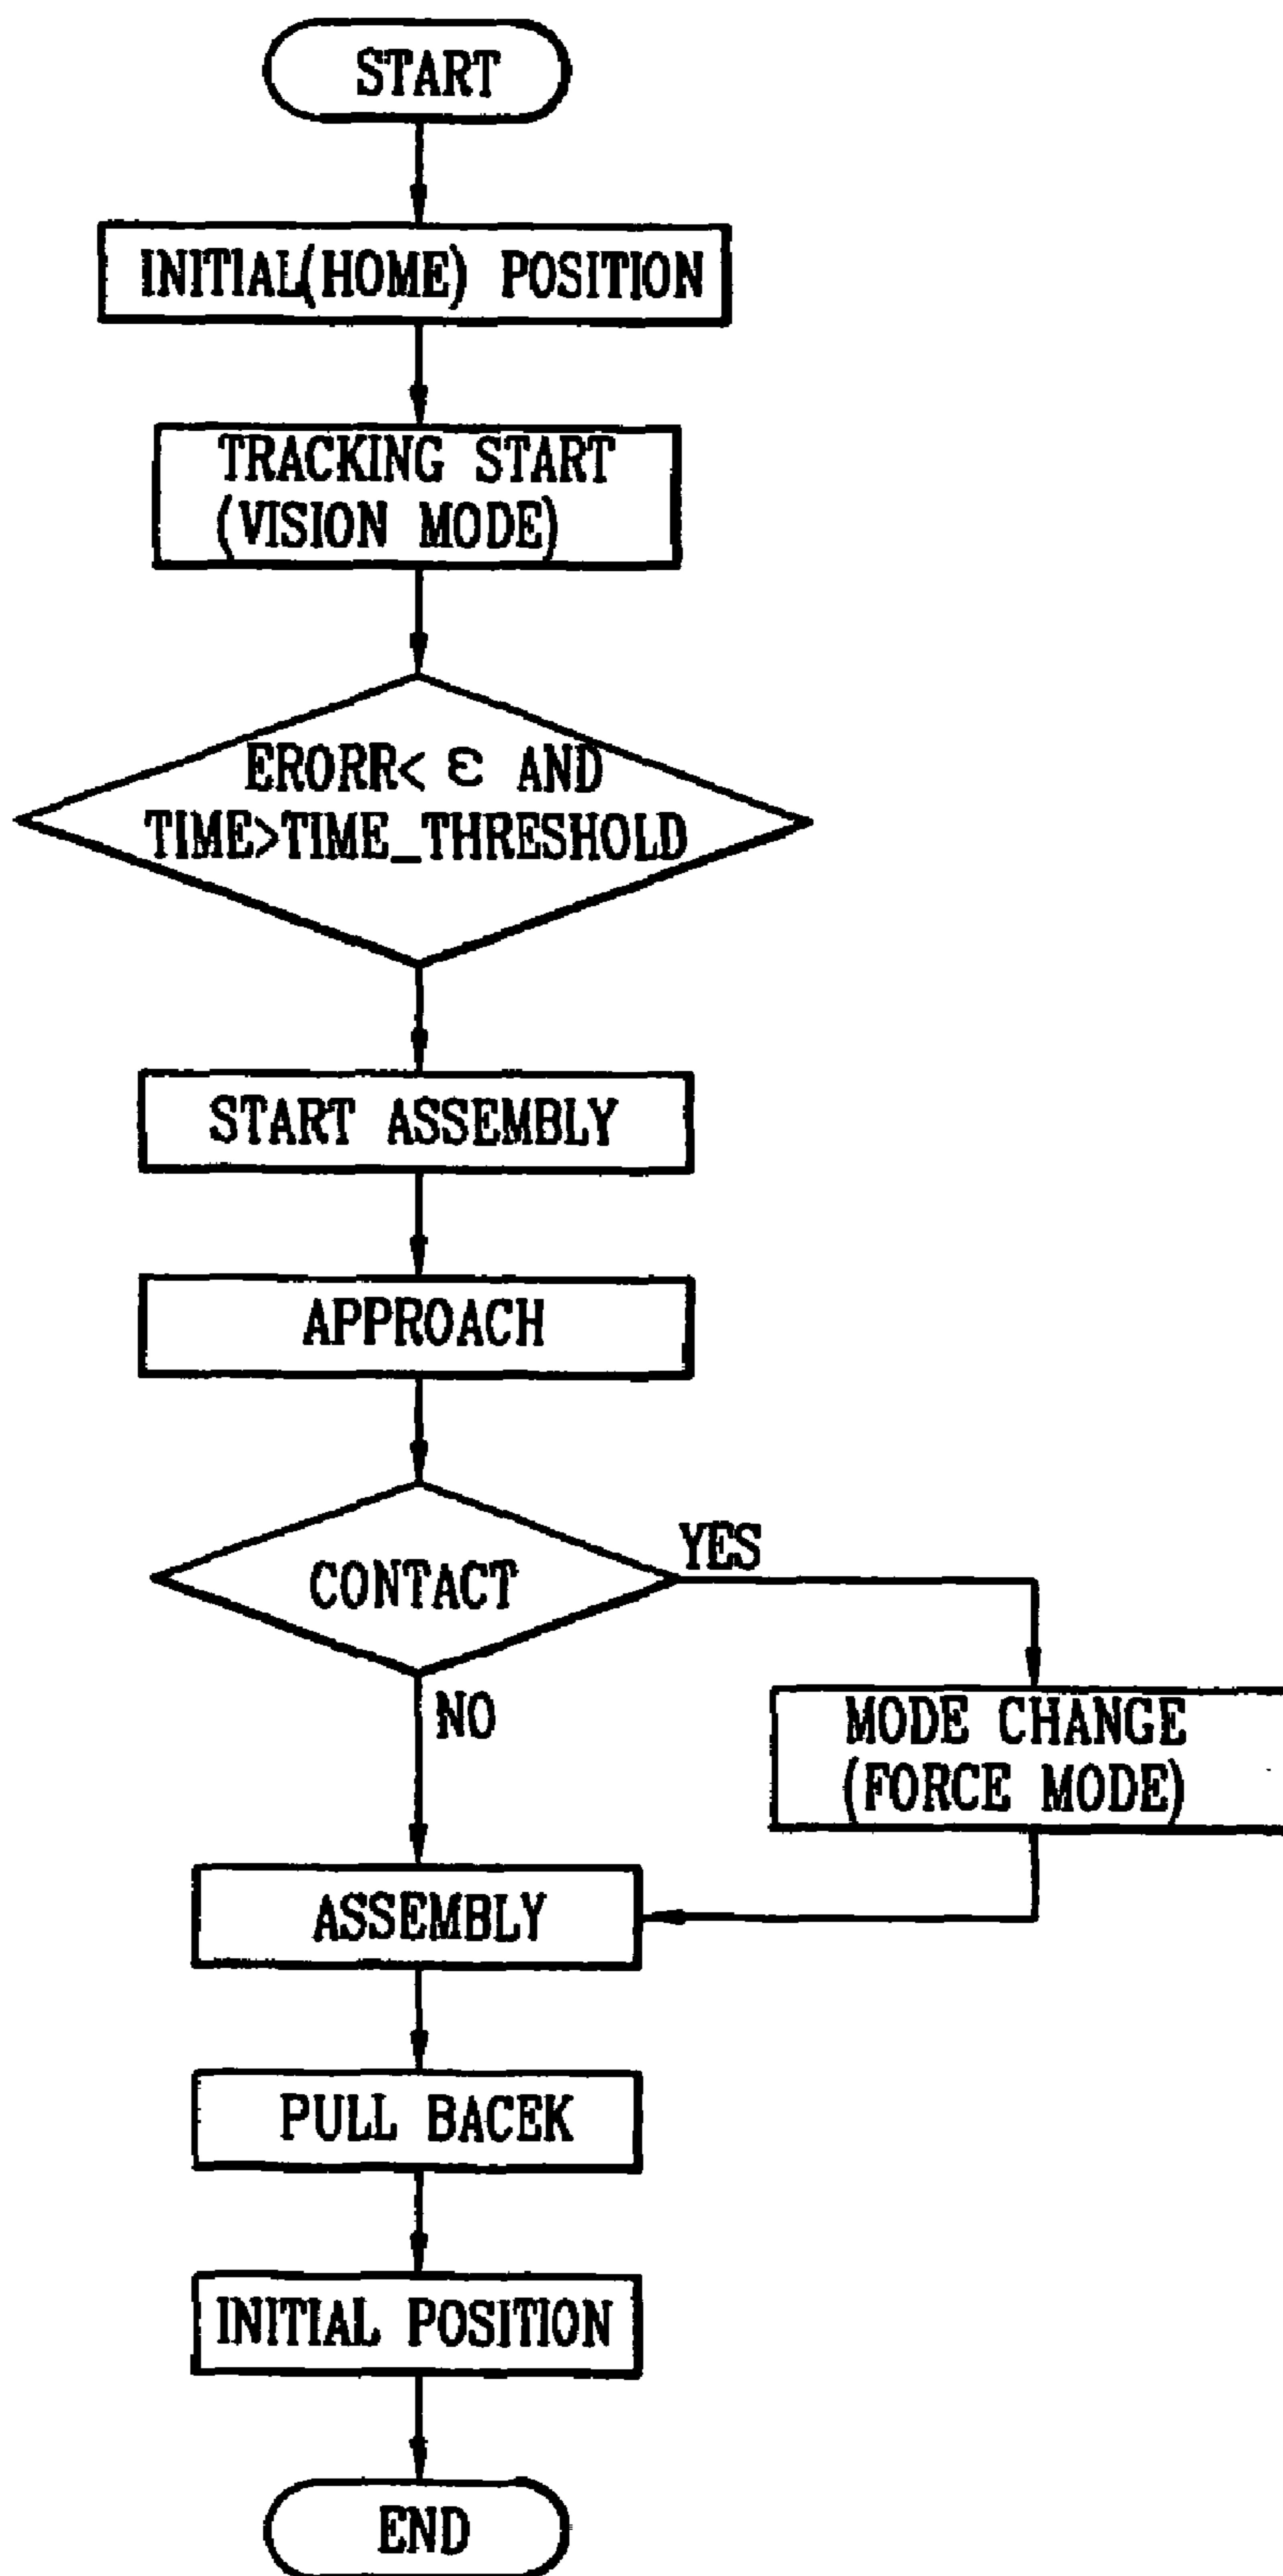 START
INITIAL(HOME) POSITION
TRACKING START
(VISION MODE)
ERORR< ε AND
TIME>TIME_THRESHOLD
START ASSEMBLY
APPROACH
CONTACT
YES
NO
MODE CHANGE
(FORCE MODE)
ASSEMBLY
PULL BACEK
INITIAL POSITION
END